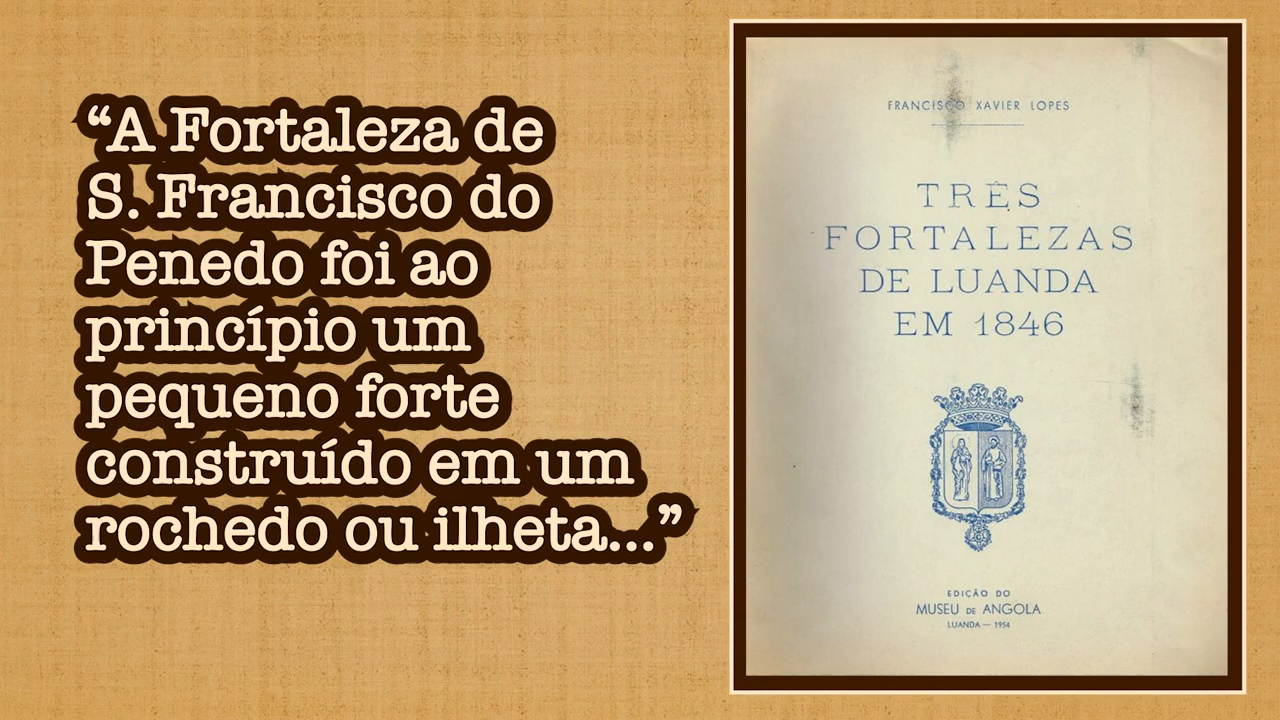 “A Fortaleza de
S. Francisco do
Penedo foi ao
princípio um
pequeno forte
construído em um
rochedo ou ilheta...”
FRANCISCO XAVIER LOPES
TRÊS
FORTALEZAS
DE LUANDA
EM 1846
EDIÇÃO DO
MUSEU DE ANGOLA
LUANDA — 1954